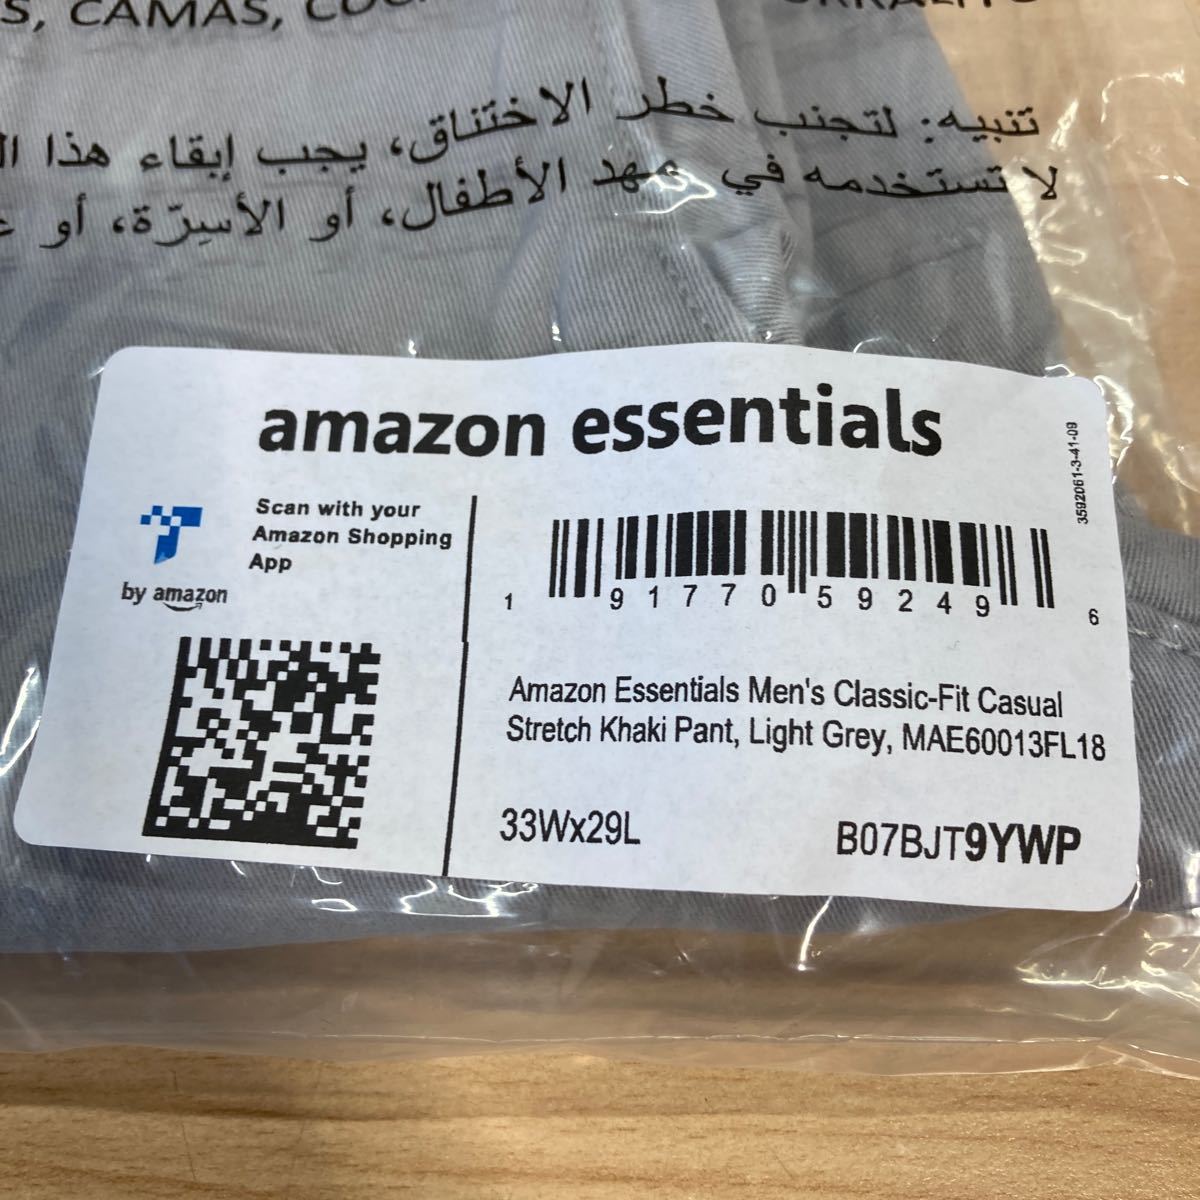 CAMAS,
تنبيه: لتجنب خطر الاختناق، يجب إبقاء هذا
لا تستخدمه في مهد الأطفال، أو الأسِرّة، أو
amazon essentials
3592061-3-41-09
Scan with your
Amazon Shopping
App
by amazon
1 91770 59249 6
Amazon Essentials Men's Classic-Fit Casual
Stretch Khaki Pant, Light Grey, MAE60013FL18
33Wx29L
B07BJT9YWP